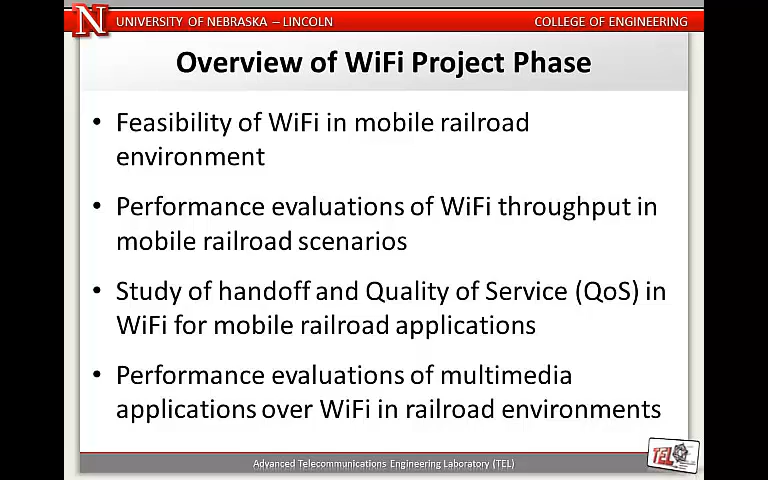 N UNIVERSITY OF NEBRASKA – LINCOLN COLLEGE OF ENGINEERING
Overview of WiFi Project Phase
• Feasibility of WiFi in mobile railroad
environment
• Performance evaluations of WiFi throughput in
mobile railroad scenarios
• Study of handoff and Quality of Service (QoS) in
WiFi for mobile railroad applications
• Performance evaluations of multimedia
applications over WiFi in railroad environments
Advanced Telecommunications Engineering Laboratory (TEL)
TEL